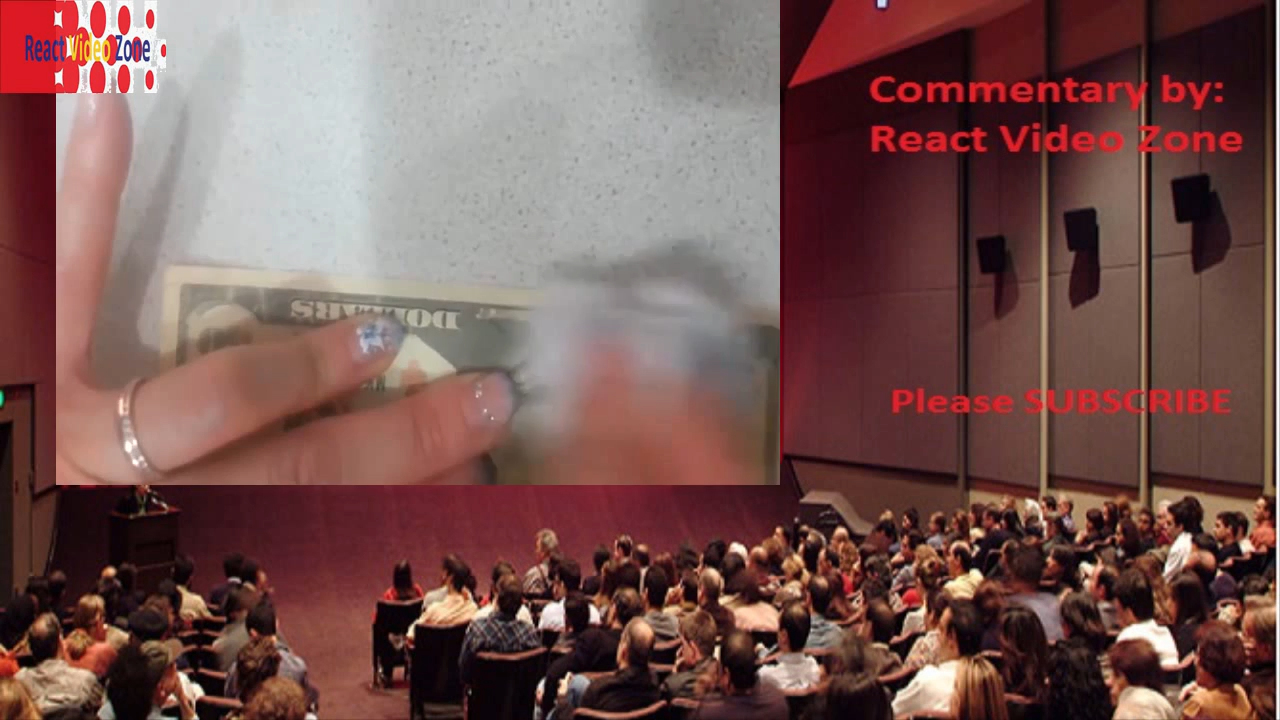 React Video Zone
Commentary by:
React Video Zone
DOLLARS
Please SUBSCRIBE